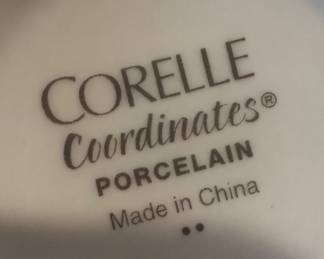 CORELLE
Coordinates®
PORCELAIN
Made in China